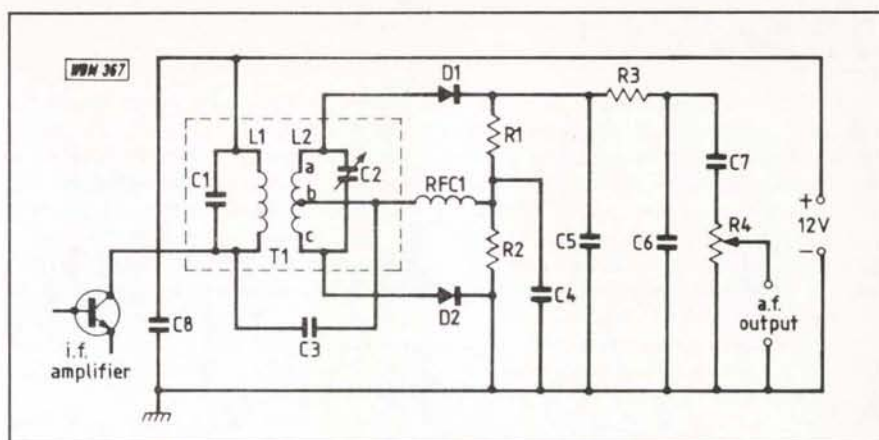 WBM 367
D1
R3
L1
L2
a
R1
C1
C2
RFC1
b
C7
+
12V
-
c
R4
C5
C6
R2
T1
C4
D2
a.f.
output
C8
C3
i.f.
amplifier